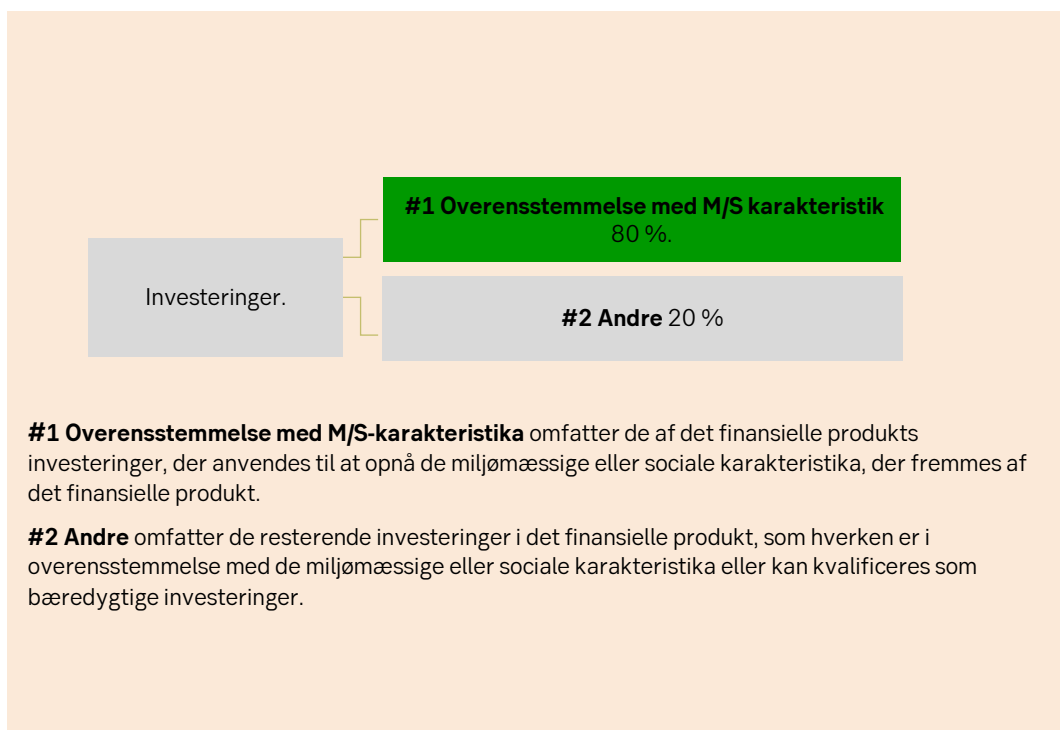 #1 Overensstemmelse med M/S karakteristik
80 %.
Investeringer.
#2 Andre 20 %
#1 Overensstemmelse med M/S-karakteristika omfatter de af det finansielle produkts
investeringer, der anvendes til at opnå de miljømæssige eller sociale karakteristika, der fremmes af
det finansielle produkt.
#2 Andre omfatter de resterende investeringer i det finansielle produkt, som hverken er i
overensstemmelse med de miljømæssige eller sociale karakteristika eller kan kvalificeres som
bæredygtige investeringer.